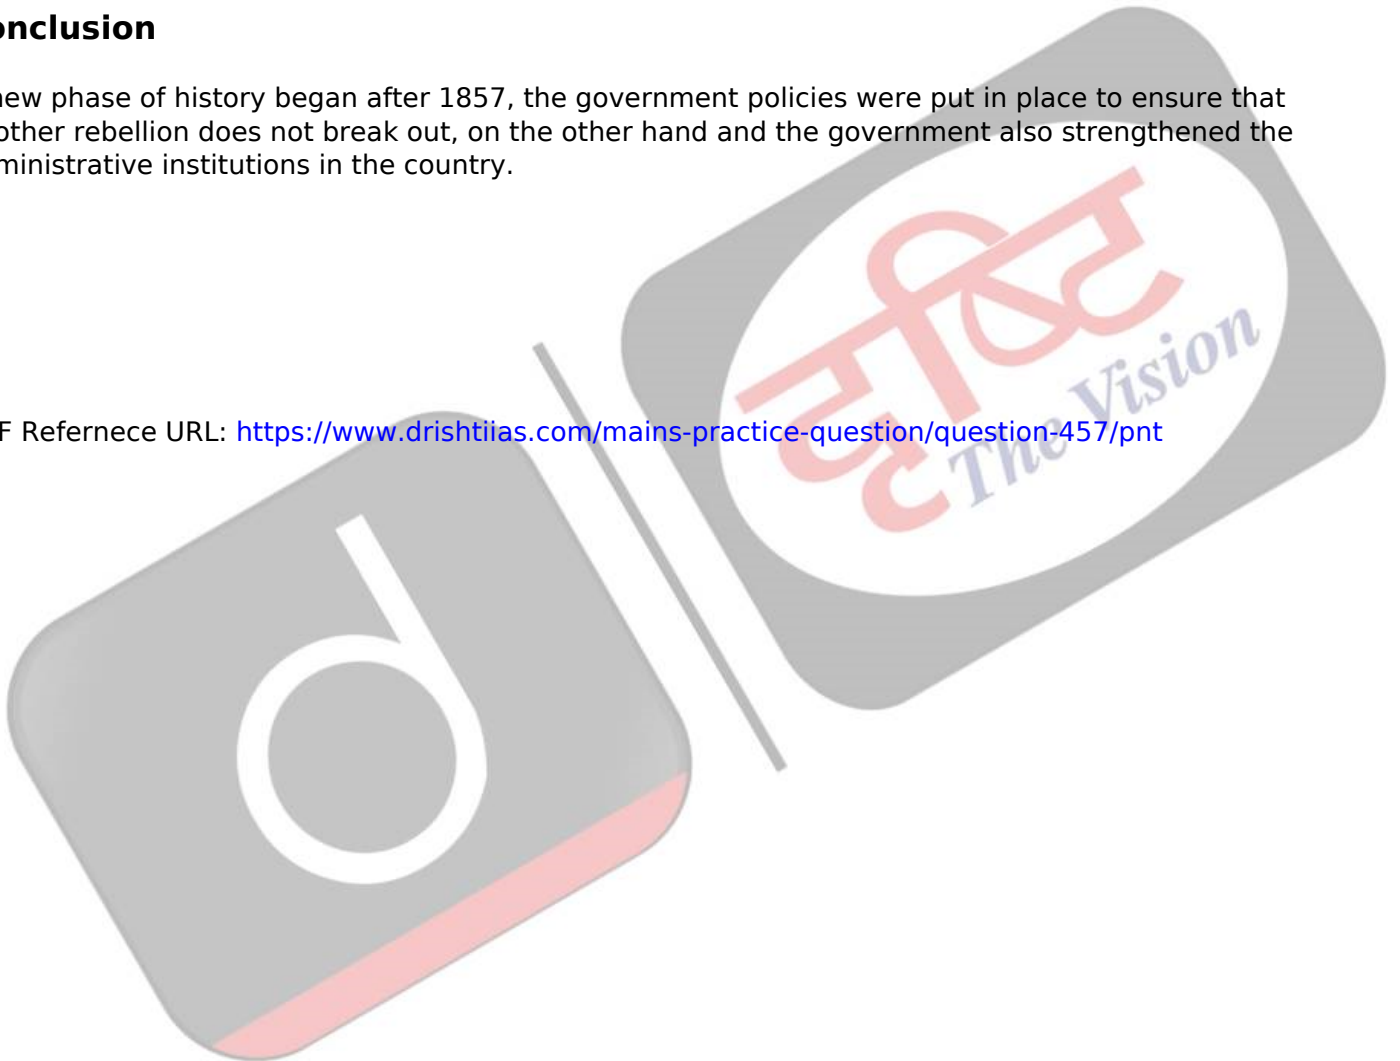 onclusion
new phase of history began after 1857, the government policies were put in place to ensure that
other rebellion does not break out, on the other hand and the government also strengthened the
ministrative institutions in the country.
दृष्टि
The Vision
F Refernece URL: https://www.drishtiias.com/mains-practice-question/question-457/pnt
d